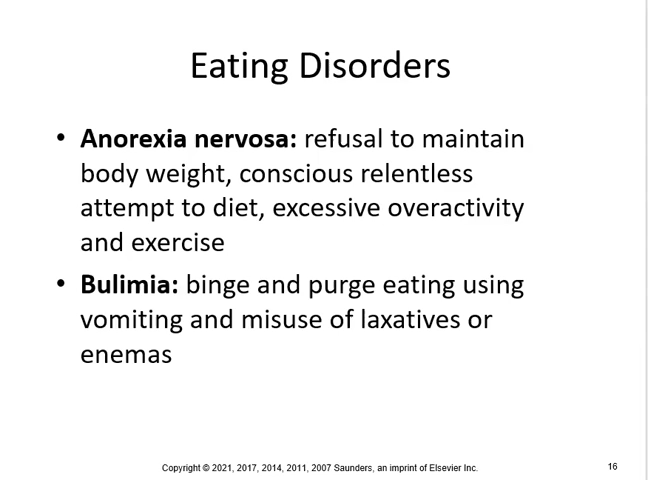 Eating Disorders
• Anorexia nervosa: refusal to maintain
body weight, conscious relentless
attempt to diet, excessive overactivity
and exercise
• Bulimia: binge and purge eating using
vomiting and misuse of laxatives or
enemas
Copyright © 2021, 2017, 2014, 2011, 2007 Saunders, an imprint of Elsevier Inc.
16